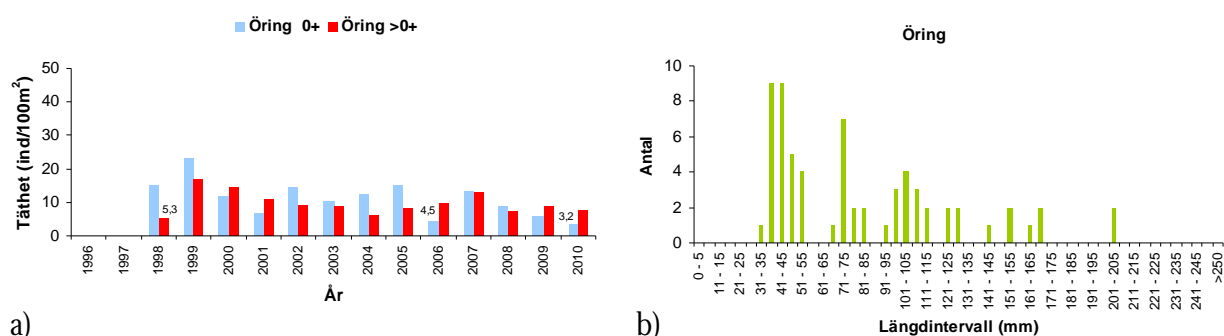 Öring 0+ Öring >0+
Täthet (ind/100m²)
50
40
30
20
10
0
5,3
4,5
3,2
1996 1997 1998 1999 2000 2001 2002 2003 2004 2005 2006 2007 2008 2009 2010
År
a)
Öring
Antal
10
8
6
4
2
0
0 - 5 11 - 15 21 - 25 31 - 35 41 - 45 51 - 55 61 - 65 71 - 75 81 - 85 91 - 95 101 - 105 111 - 115 121 - 125 131 - 135 141 - 145 151 - 155 161 - 165 171 - 175 181 - 185 191 - 195 201 - 205 211 - 215 221 - 225 231 - 235 241 - 245 >250
Längdintervall (mm)
b)